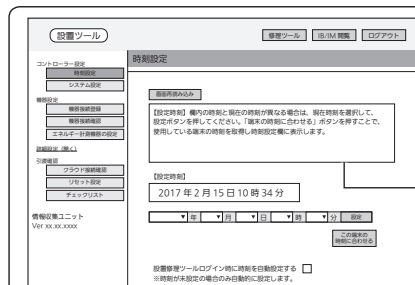 設置ツール
修理ツール
IB/IM 閲覧
ログアウト
コントローラー設定
時刻設定
システム設定
機器設定
機器接続登録
機器接続確認
エネルギー計測機器の設定
詳細設定（開く）
引渡確認
クラウド接続確認
リセット設定
チェックリスト
情報収集ユニット
Ver xx.xx.xxxx
時刻設定
画面再読み込み
【設定時刻】欄内の時刻と現在の時刻が異なる場合は、現在時刻を選択して、
設定ボタンを押してください。「端末の時刻に合わせる」ボタンを押すことで、
使用している端末の時刻を取得し時刻設定欄に表示します。
【設定時刻】
2017 年 2 月 15 日 10 時 34 分
▼ 年 ▼ 月 ▼ 日 ▼ 時 ▼ 分 設定
この端末の
時刻に合わせる
設置修理ツールログイン時に時刻を自動設定する
※時刻が未設定の場合のみ自動的に設定します。